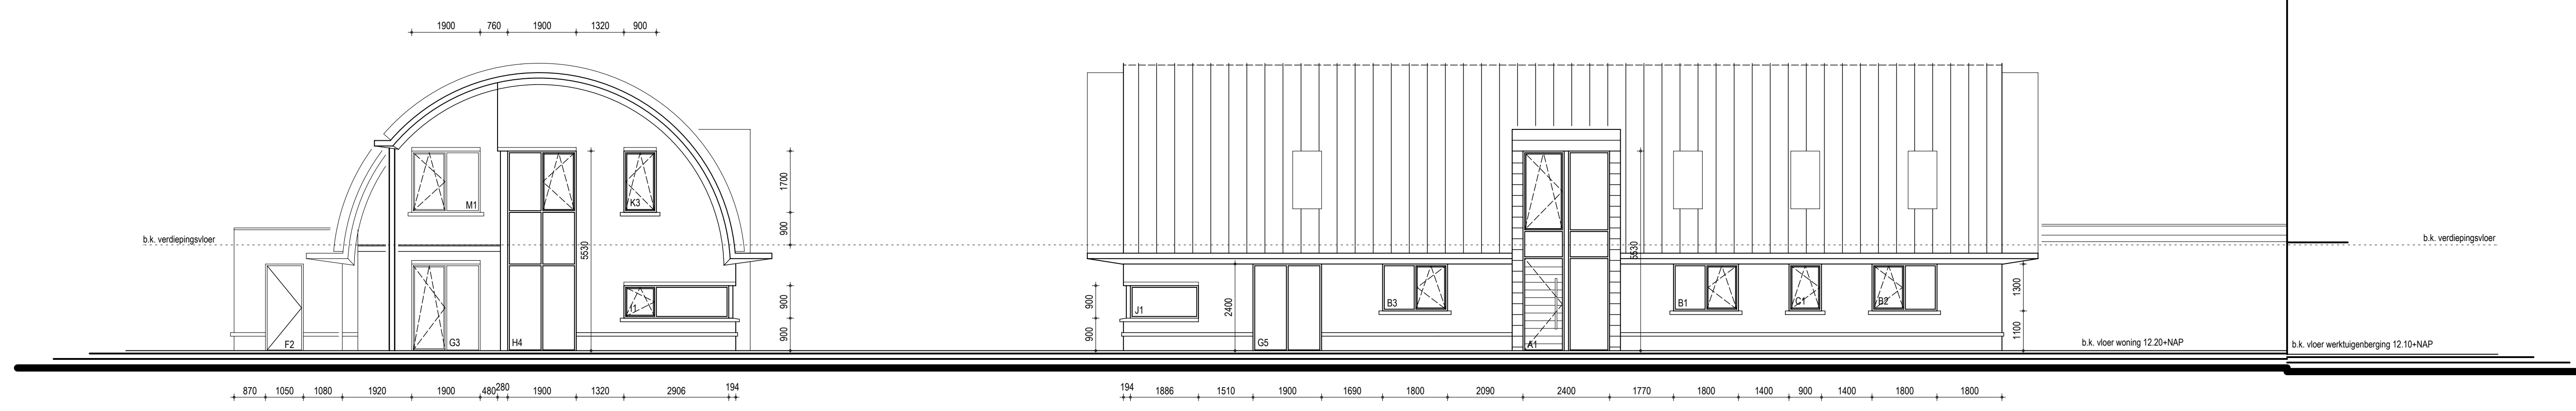 1900 760 1900 1320 900
1700
M1 K3
900
b.k. verdiepingsvloer b.k. verdiepingsvloer
5530 5530
1300
I1 900 900 J1 2400 B3 B1 C1 B2
900 900 1100
F2 G3 H4 G5 A1 b.k. vloer woning 12.20+NAP b.k. vloer werktuigenberging 12.10+NAP
870 1050 1080 1920 1900 480 280 1900 1320 2906 194 194 1886 1510 1900 1690 1800 2090 2400 1770 1800 1400 900 1400 1800 1800